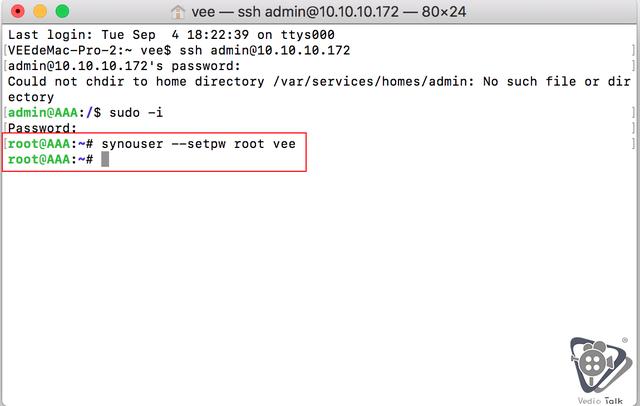 vee — ssh admin@10.10.10.172 — 80×24
Last login: Tue Sep  4 18:22:39 on ttys000
[VEEdeMac-Pro-2:~ vee$ ssh admin@10.10.10.172 ]
[admin@10.10.10.172's password: ]
Could not chdir to home directory /var/services/homes/admin: No such file or dir
ectory
[admin@AAA:/$ sudo -i ]
[Password: ]
[root@AAA:~# synouser --setpw root vee ]
root@AAA:~#
®
Vedio Talk